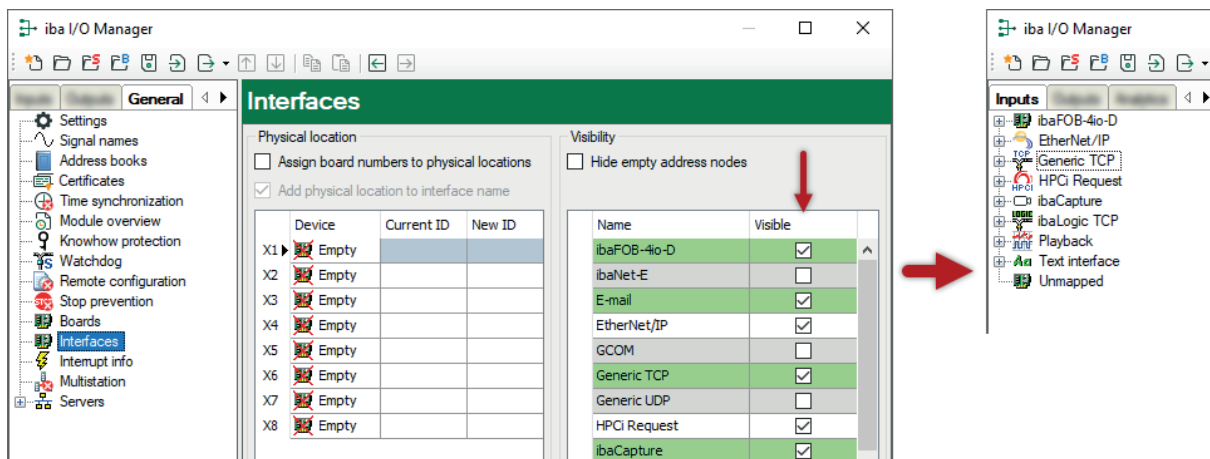 iba I/O Manager
General
Settings
Signal names
Address books
Certificates
Time synchronization
Module overview
Knowhow protection
Watchdog
Remote configuration
Stop prevention
Boards
Interfaces
Interrupt info
Multistation
Servers
Interfaces
Physical location
Assign board numbers to physical locations
Add physical location to interface name
Device Current ID New ID
X1 Empty
X2 Empty
X3 Empty
X4 Empty
X5 Empty
X6 Empty
X7 Empty
X8 Empty
Visibility
Hide empty address nodes
Name Visible
ibaFOB-4io-D
ibaNet-E
E-mail
EtherNet/IP
GCOM
Generic TCP
Generic UDP
HPCi Request
ibaCapture
iba I/O Manager
Inputs
ibaFOB-4io-D
EtherNet/IP
TCP Generic TCP
HPCi HPCi Request
ibaCapture
LOGIC ibaLogic TCP
Playback
Aa Text interface
Unmapped